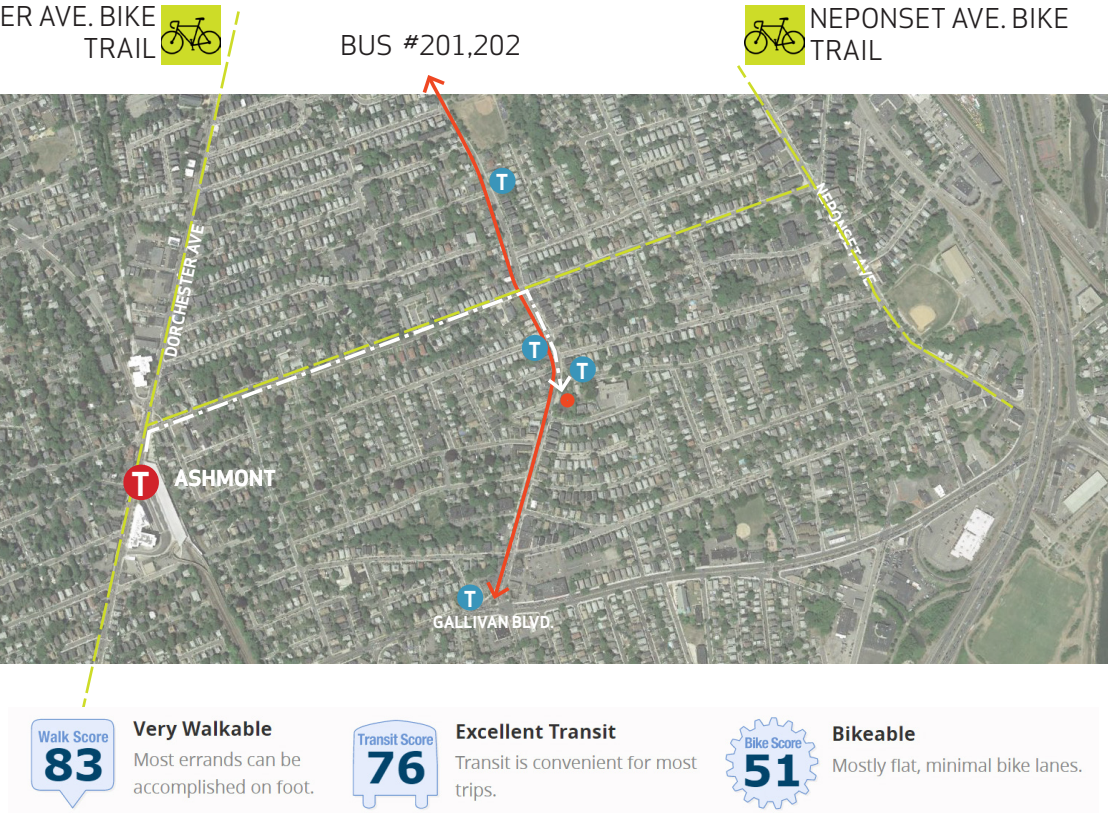 ER AVE. BIKE
TRAIL
BUS #201,202
NEPONSET AVE. BIKE
TRAIL
T
DORCHESTER AVE
NEPONSET AVE.
T
T
T ASHMONT
T
GALLIVAN BLVD.
Walk Score
83
Very Walkable
Most errands can be
accomplished on foot.
Transit Score
76
Excellent Transit
Transit is convenient for most
trips.
Bike Score
51
Bikeable
Mostly flat, minimal bike lanes.